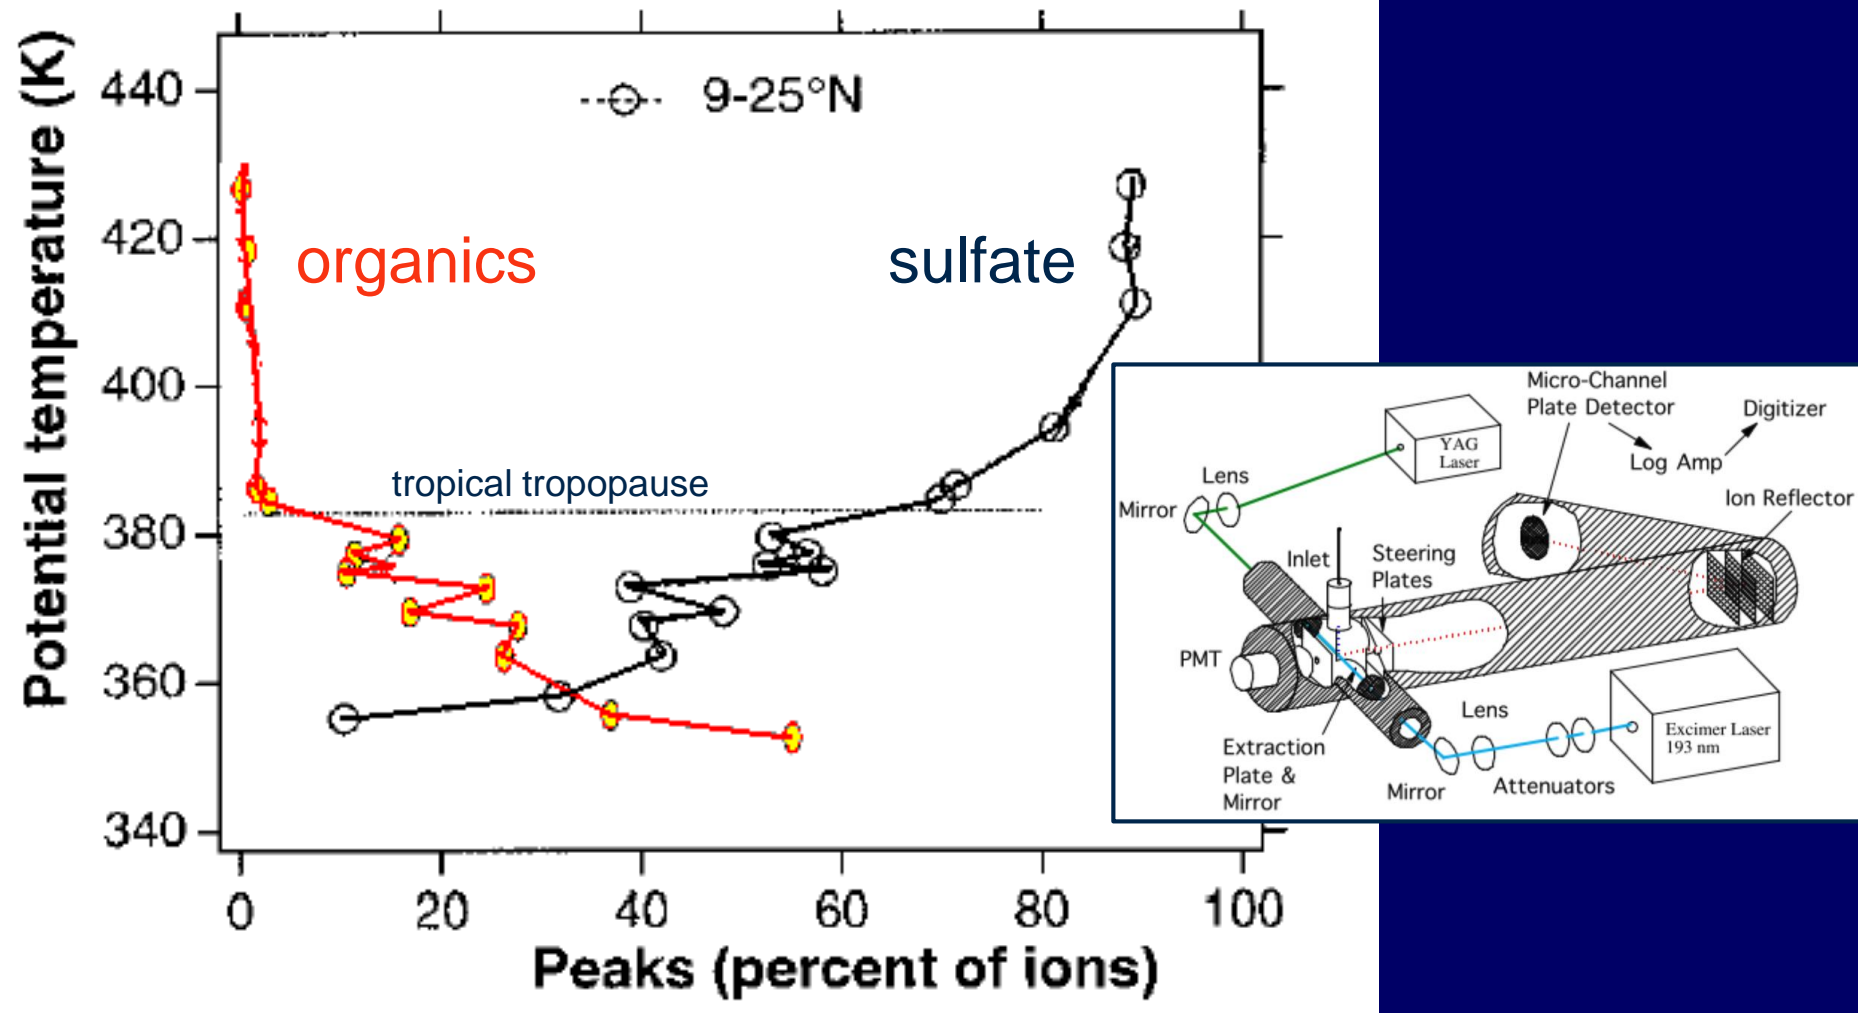 Potential temperature (K)
440
420
400
380
360
340
9-25°N
organics
sulfate
tropical tropopause
0 20 40 60 80 100
Peaks (percent of ions)
Micro-Channel
Plate Detector
Digitizer
YAG
Laser
Log Amp
Lens
Ion Reflector
Mirror
Inlet
Steering
Plates
PMT
Lens
Excimer Laser
193 nm
Extraction
Plate &
Mirror
Mirror
Attenuators